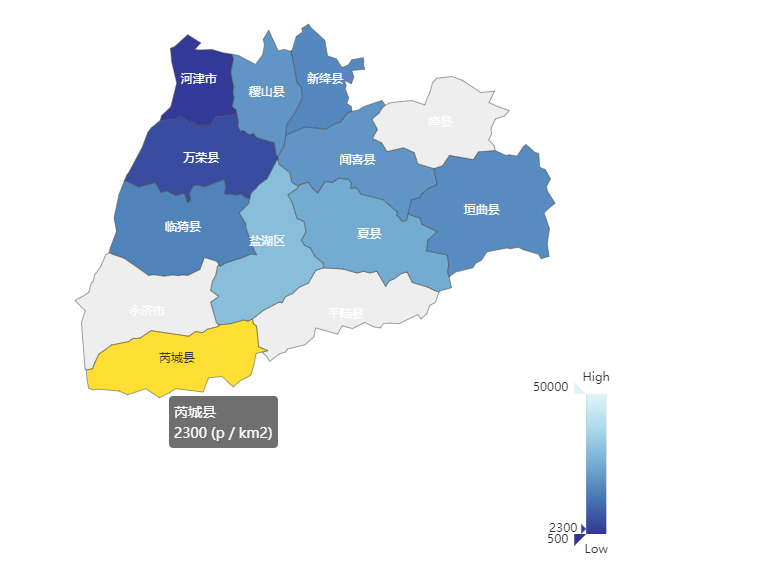 河津市
稷山县
新绛县
绛县
万荣县
闻喜县
垣曲县
临猗县
盐湖区
夏县
永济市
平陆县
芮城县
芮城县
2300 (p / km2)
High
50000
2300
500
Low